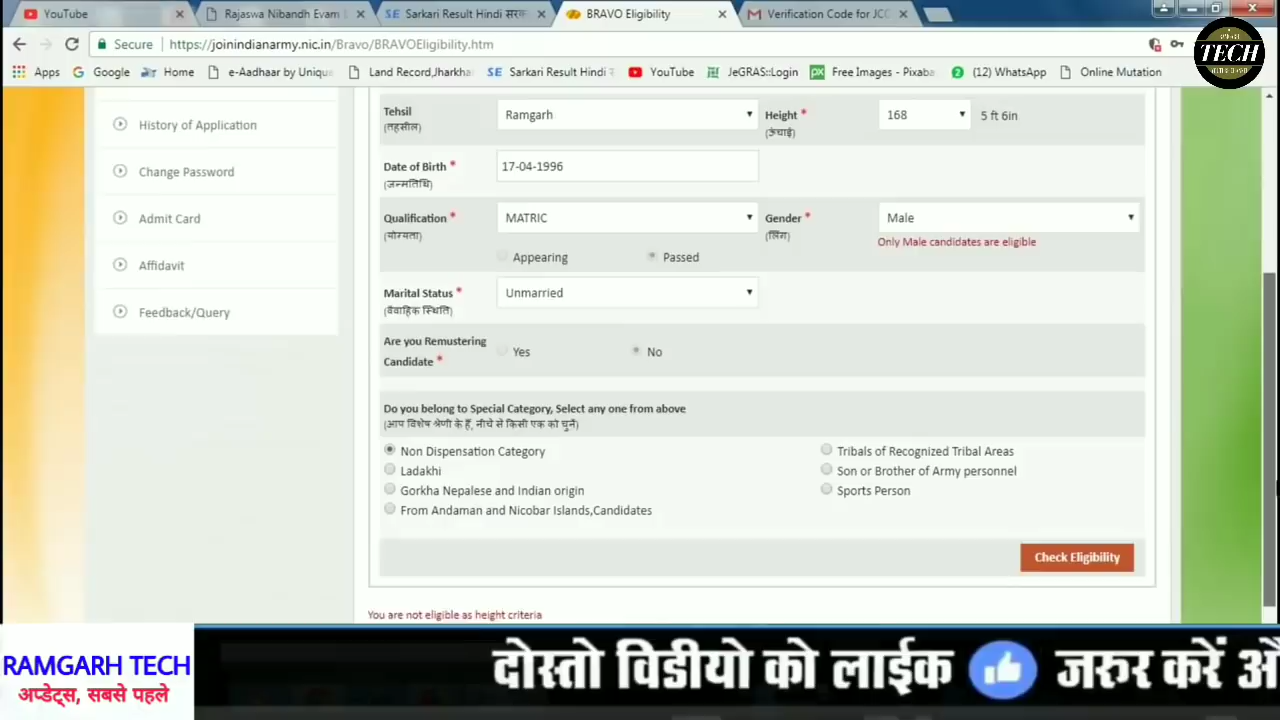 YouTube
Rajaswa Nibandh Evam
Sarkari Result Hindi सरक
BRAVO Eligibility
Verification Code for JCC
Secure
https://joinindianarmy.nic.in/Bravo/BRAVOEligibility.htm
TECH
Apps Google Home e-Aadhaar by Uniqu Land Record,Jharkha Sarkari Result Hindi YouTube JeGRAS::Login Free Images - Pixaba (12) WhatsApp Online Mutation
History of Application
Change Password
Admit Card
Affidavit
Feedback/Query
Tehsil Ramgarh Height * 168 5 ft 6in
(तहसील) (ऊंचाई)
Date of Birth * 17-04-1996
(जन्मतिथि)
Qualification * MATRIC Gender * Male
(योग्यता) (लिंग) Only Male candidates are eligible
Appearing Passed
Marital Status * Unmarried
(वैवाहिक स्थिति)
Are you Remustering
Candidate * Yes No
Do you belong to Special Category, Select any one from above
(आप विशेष श्रेणी के हैं, नीचे से किसी एक को चुनें)
Non Dispensation Category Tribals of Recognized Tribal Areas
Ladakhi Son or Brother of Army personnel
Gorkha Nepalese and Indian origin Sports Person
From Andaman and Nicobar Islands,Candidates
Check Eligibility
You are not eligible as height criteria
RAMGARH TECH
अप्डेट्स, सबसे पहले
दोस्तो विडीयो को लाईक जरुर करें औ